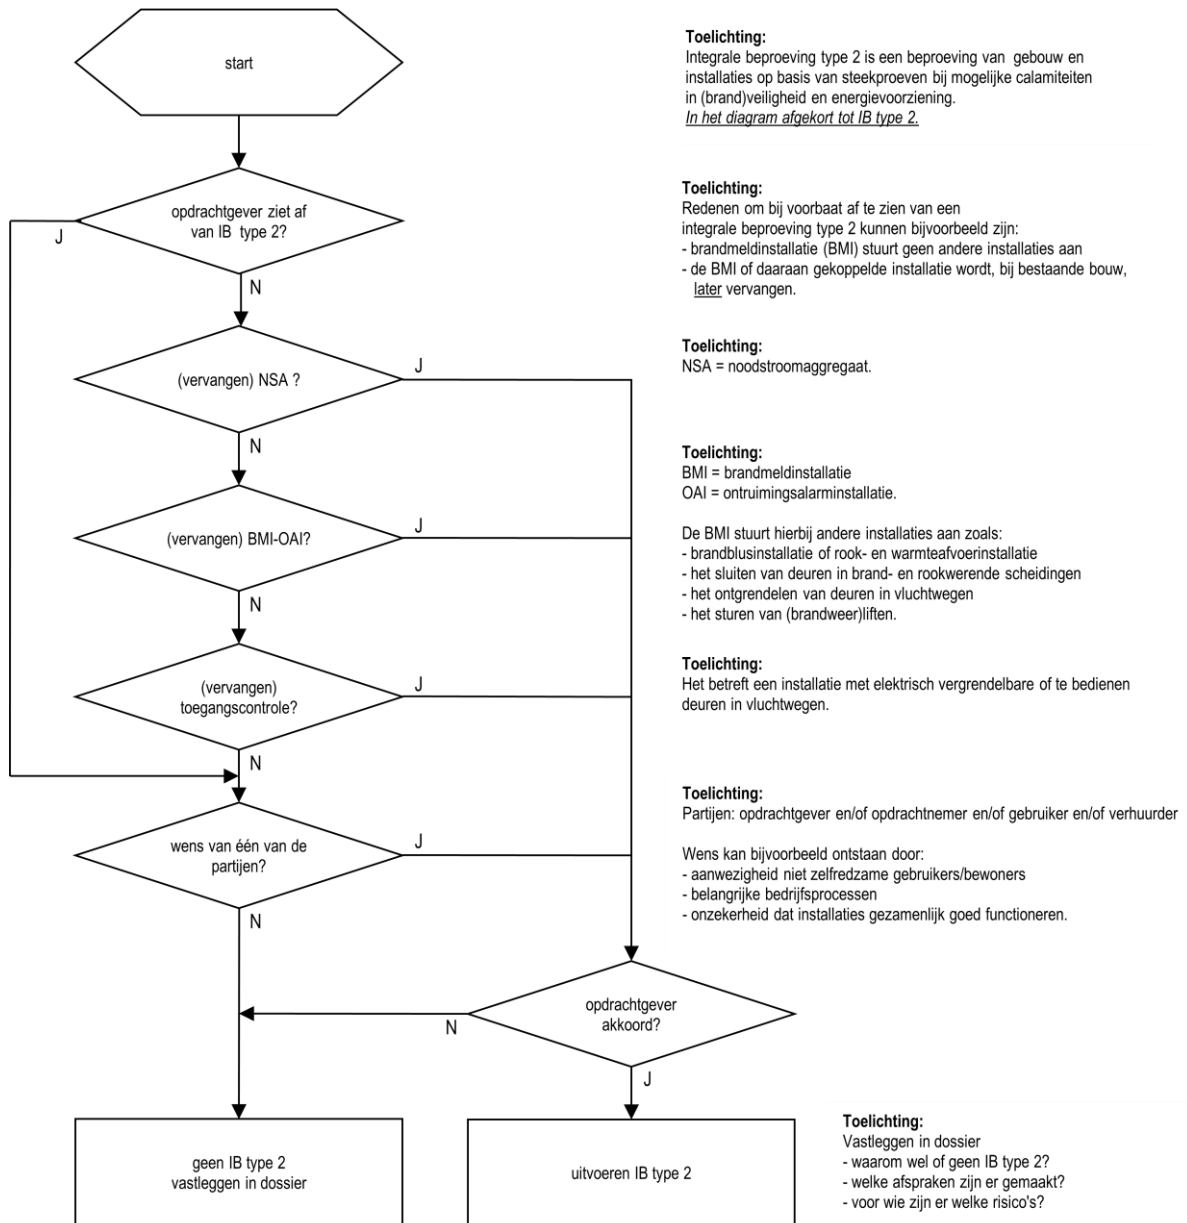 start
Toelichting:
Integrale beproeving type 2 is een beproeving van gebouw en
installaties op basis van steekproeven bij mogelijke calamiteiten
in (brand)veiligheid en energievoorziening.
In het diagram afgekort tot IB type 2.
opdrachtgever ziet af
van IB type 2?
J
N
Toelichting:
Redenen om bij voorbaat af te zien van een
integrale beproeving type 2 kunnen bijvoorbeeld zijn:
- brandmeldinstallatie (BMI) stuurt geen andere installaties aan
- de BMI of daaraan gekoppelde installatie wordt, bij bestaande bouw,
later vervangen.
(vervangen) NSA ?
J
N
Toelichting:
NSA = noodstroomaggregaat.
(vervangen) BMI-OAI?
J
N
Toelichting:
BMI = brandmeldinstallatie
OAI = ontruimingsalarminstallatie.
De BMI stuurt hierbij andere installaties aan zoals:
- brandblusinstallatie of rook- en warmteafvoerinstallatie
- het sluiten van deuren in brand- en rookwerende scheidingen
- het ontgrendelen van deuren in vluchtwegen
- het sturen van (brandweer)liften.
(vervangen)
toegangscontrole?
J
N
Toelichting:
Het betreft een installatie met elektrisch vergrendelbare of te bedienen
deuren in vluchtwegen.
wens van één van de
partijen?
J
N
Toelichting:
Partijen: opdrachtgever en/of opdrachtnemer en/of gebruiker en/of verhuurder
Wens kan bijvoorbeeld ontstaan door:
- aanwezigheid niet zelfredzame gebruikers/bewoners
- belangrijke bedrijfsprocessen
- onzekerheid dat installaties gezamenlijk goed functioneren.
opdrachtgever
akkoord?
N
J
geen IB type 2
vastleggen in dossier
uitvoeren IB type 2
Toelichting:
Vastleggen in dossier
- waarom wel of geen IB type 2?
- welke afspraken zijn er gemaakt?
- voor wie zijn er welke risico's?